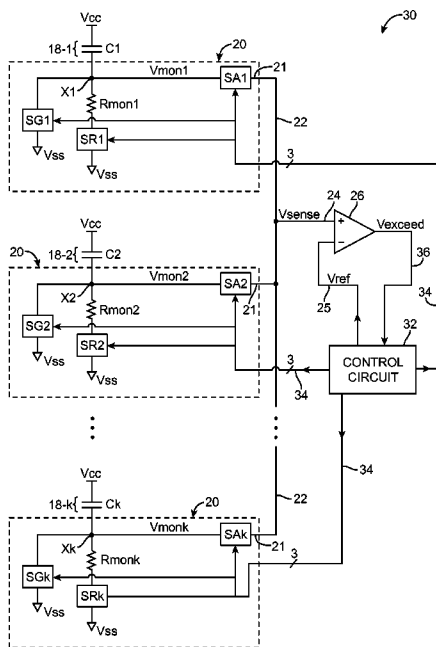 30
Vcc
18-1{ C1
20
Vmon1
SA1
21
X1
Rmon1
SG1
SR1
Vss
Vss
22
3
24
26
Vsense
+
Vexceed
−
36
Vref
25
34
Vcc
18-2{ C2
20
Vmon2
SA2
21
X2
Rmon2
SG2
SR2
Vss
Vss
3
34
32
CONTROL
CIRCUIT
34
Vcc
18-k{ Ck
20
22
Vmonk
SAk
21
Xk
Rmonk
SGk
SRk
Vss
Vss
3